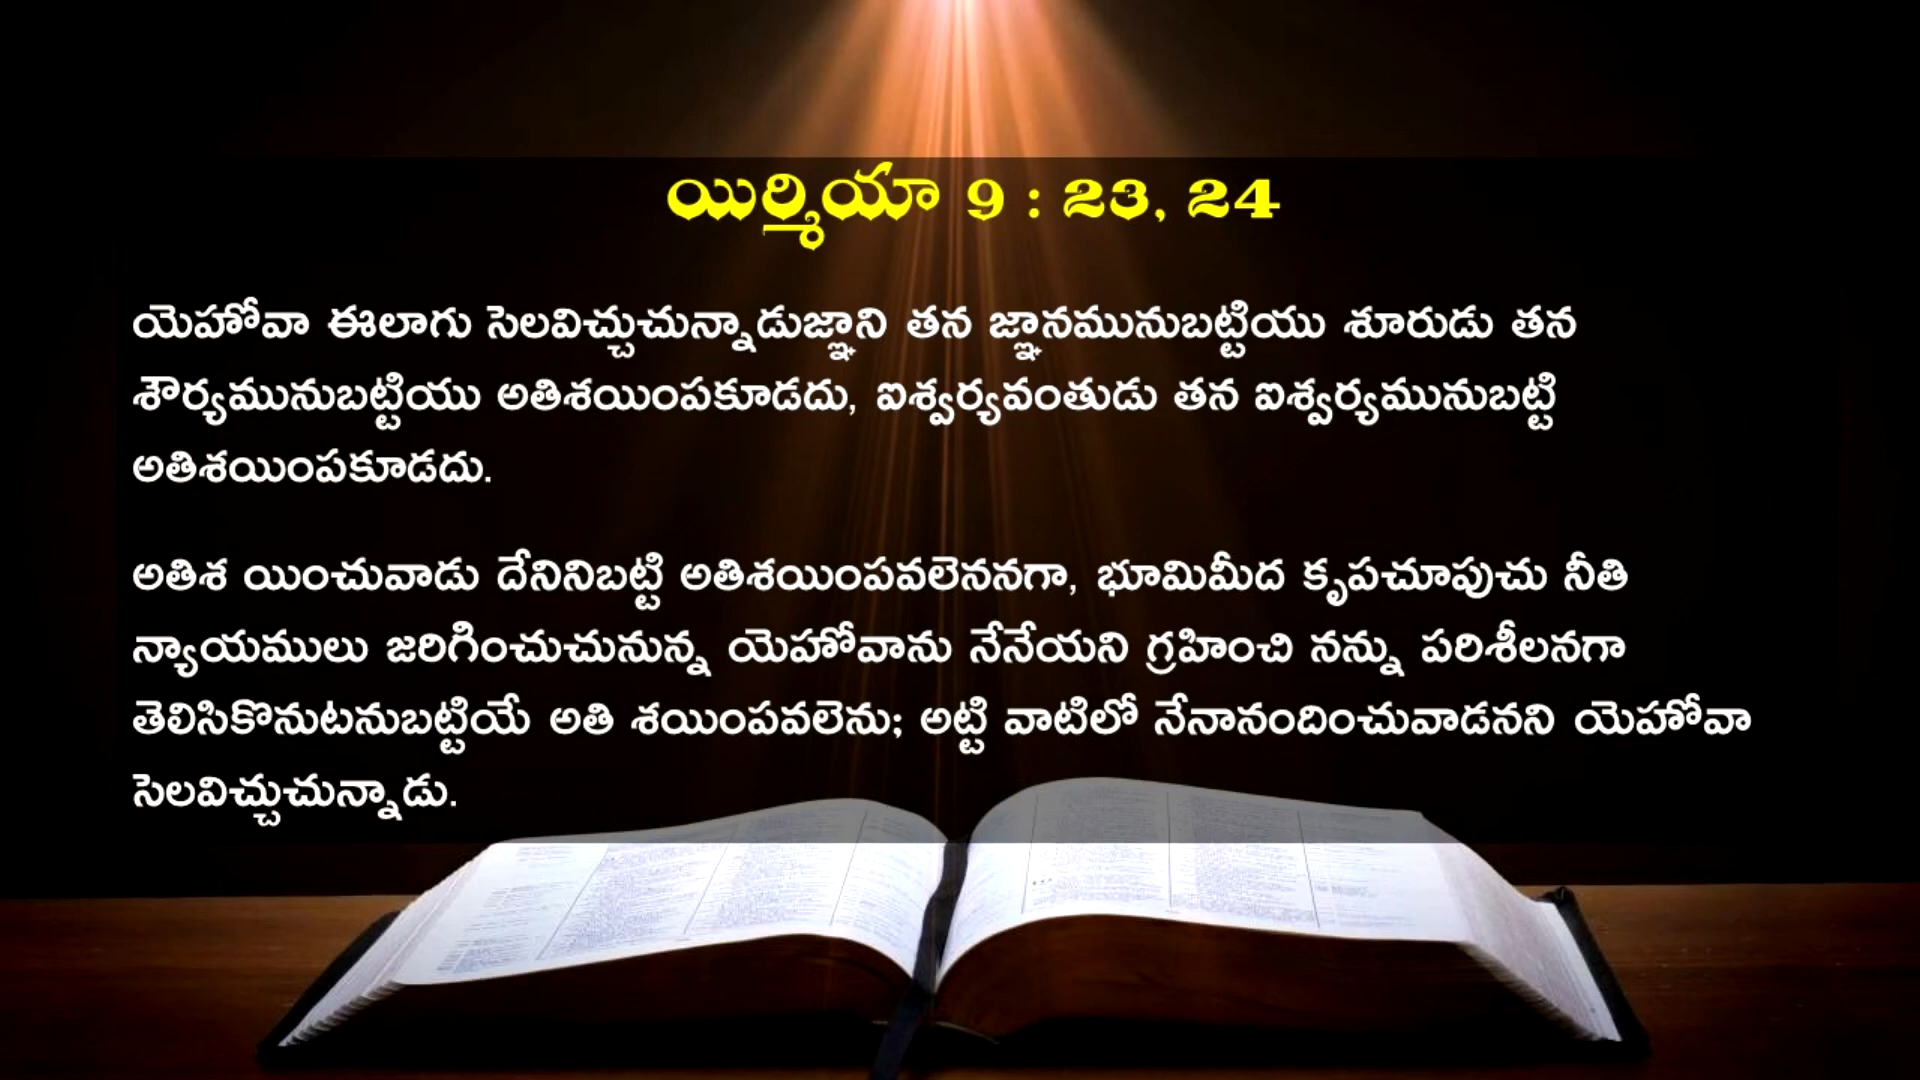 యిర్మియా 9 : 23, 24
యెహోవా ఈలాగు సెలవిచ్చుచున్నాడుజ్ఞాని తన జ్ఞానమునుబట్టియు శూరుడు తన
శౌర్యమునుబట్టియు అతిశయింపకూడదు, ఐశ్వర్యవంతుడు తన ఐశ్వర్యమునుబట్టి
అతిశయింపకూడదు.
అతిశ యించువాడు దేనినిబట్టి అతిశయింపవలెననగా, భూమిమీద కృపచూపుచు నీతి
న్యాయములు జరిగించుచునున్న యెహోవాను నేనేయని గ్రహించి నన్ను పరిశీలనగా
తెలిసికొనుటనుబట్టియే అతి శయింపవలెను; అట్టి వాటిలో నేనానందించువాడనని యెహోవా
సెలవిచ్చుచున్నాడు.